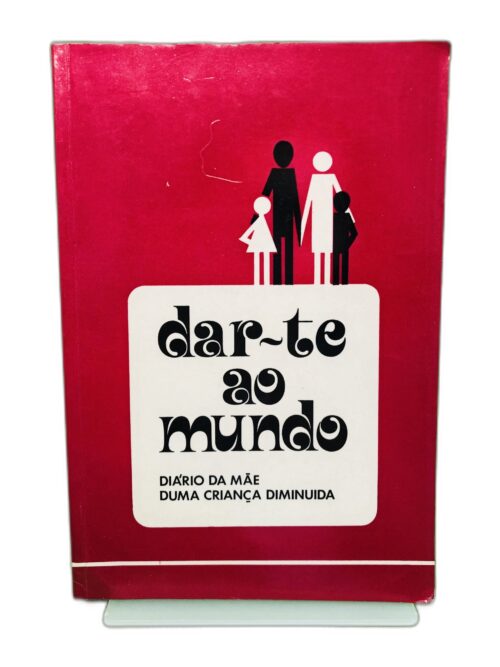 dar-te
ao
mundo
DIÁRIO DA MÃE
DUMA CRIANÇA DIMINUIDA